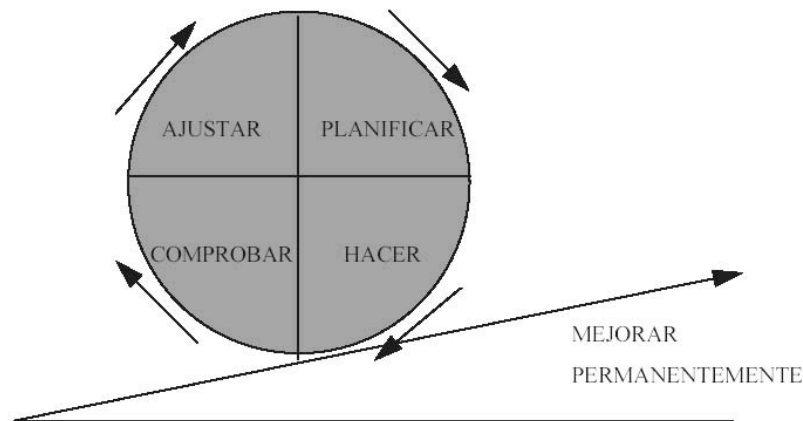 AJUSTAR PLANIFICAR
COMPROBAR HACER
MEJORAR
PERMANENTEMENTE